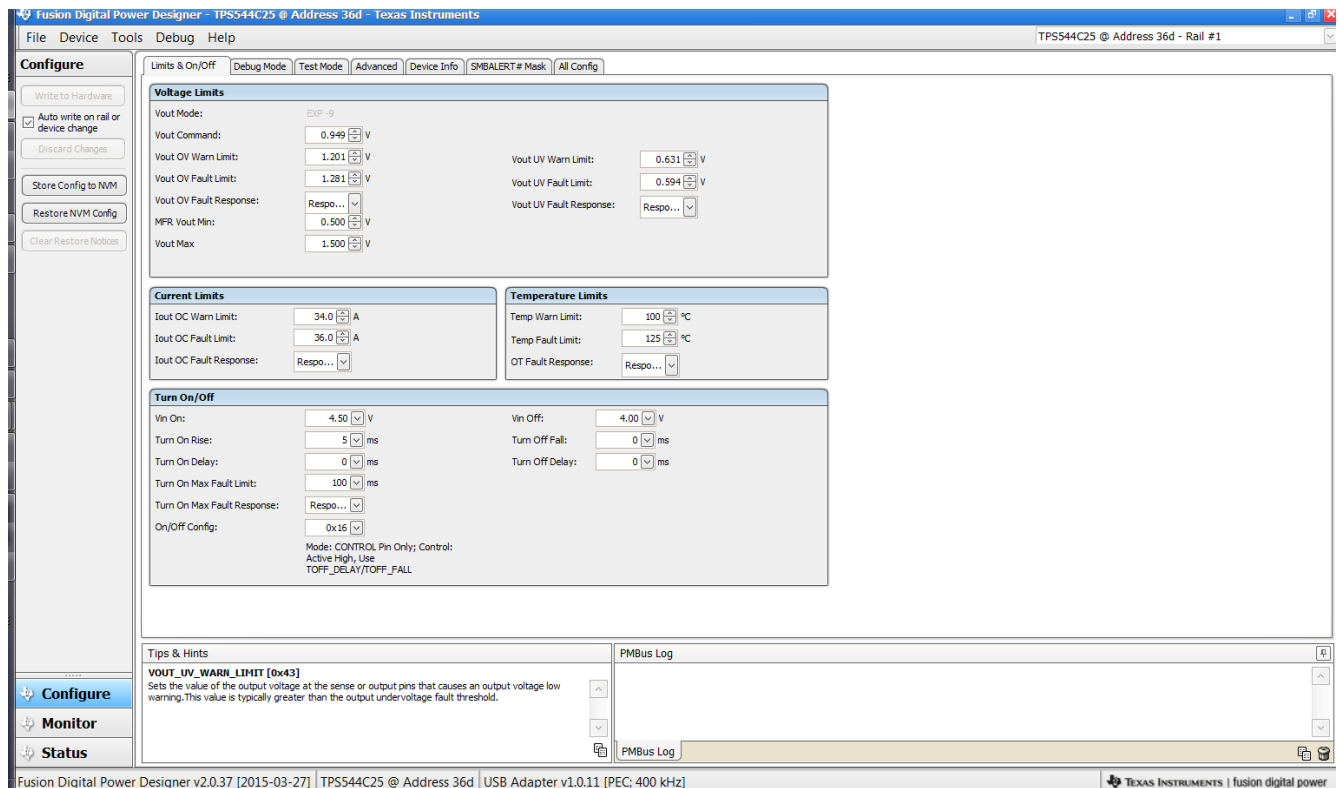 Fusion Digital Power Designer - TPS544C25 @ Address 36d - Texas Instruments
File Device Tools Debug Help
TPS544C25 @ Address 36d - Rail #1
Configure
Write to Hardware
Auto write on rail or
device change
Discard Changes
Store Config to NVM
Restore NVM Config
Clear Restore Notices
Limits & On/Off Debug Mode Test Mode Advanced Device Info SMBALERT# Mask All Config
Voltage Limits
Vout Mode: EXP -9
Vout Command: 0.949 V
Vout OV Warn Limit: 1.201 V
Vout UV Warn Limit: 0.631 V
Vout OV Fault Limit: 1.281 V
Vout UV Fault Limit: 0.594 V
Vout OV Fault Response: Respo...
Vout UV Fault Response: Respo...
MFR Vout Min: 0.500 V
Vout Max 1.500 V
Current Limits
Iout OC Warn Limit: 34.0 A
Iout OC Fault Limit: 36.0 A
Iout OC Fault Response: Respo...
Temperature Limits
Temp Warn Limit: 100 ºC
Temp Fault Limit: 125 ºC
OT Fault Response: Respo...
Turn On/Off
Vin On: 4.50 V
Vin Off: 4.00 V
Turn On Rise: 5 ms
Turn Off Fall: 0 ms
Turn On Delay: 0 ms
Turn Off Delay: 0 ms
Turn On Max Fault Limit: 100 ms
Turn On Max Fault Response: Respo...
On/Off Config: 0x16
Mode: CONTROL Pin Only; Control:
Active High, Use
TOFF_DELAY/TOFF_FALL
Tips & Hints
VOUT_UV_WARN_LIMIT [0x43]
Sets the value of the output voltage at the sense or output pins that causes an output voltage low
warning.This value is typically greater than the output undervoltage fault threshold.
PMBus Log
PMBus Log
Configure
Monitor
Status
Fusion Digital Power Designer v2.0.37 [2015-03-27] TPS544C25 @ Address 36d USB Adapter v1.0.11 [PEC; 400 kHz]
TEXAS INSTRUMENTS | fusion digital power